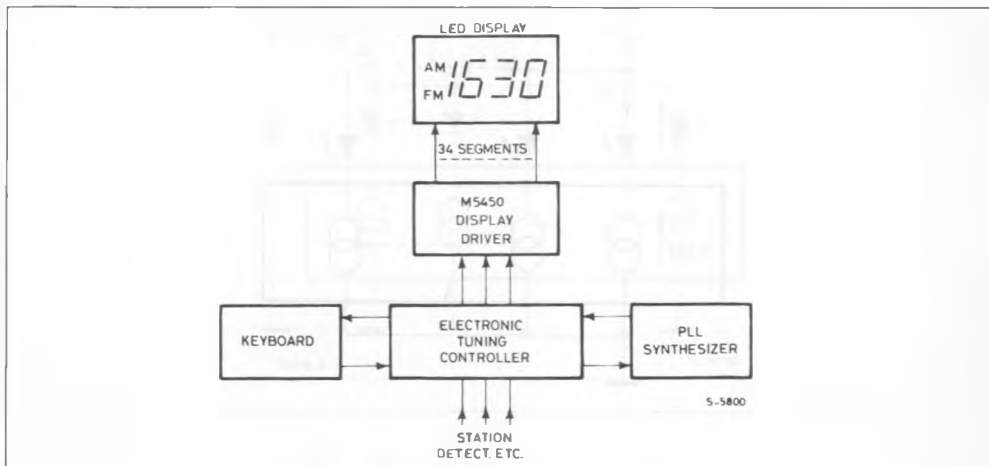 LED DISPLAY
AM
FM
1630
34 SEGMENTS
M5450
DISPLAY
DRIVER
KEYBOARD
ELECTRONIC
TUNING
CONTROLLER
PLL
SYNTHESIZER
S-5800
STATION
DETECT. ETC.